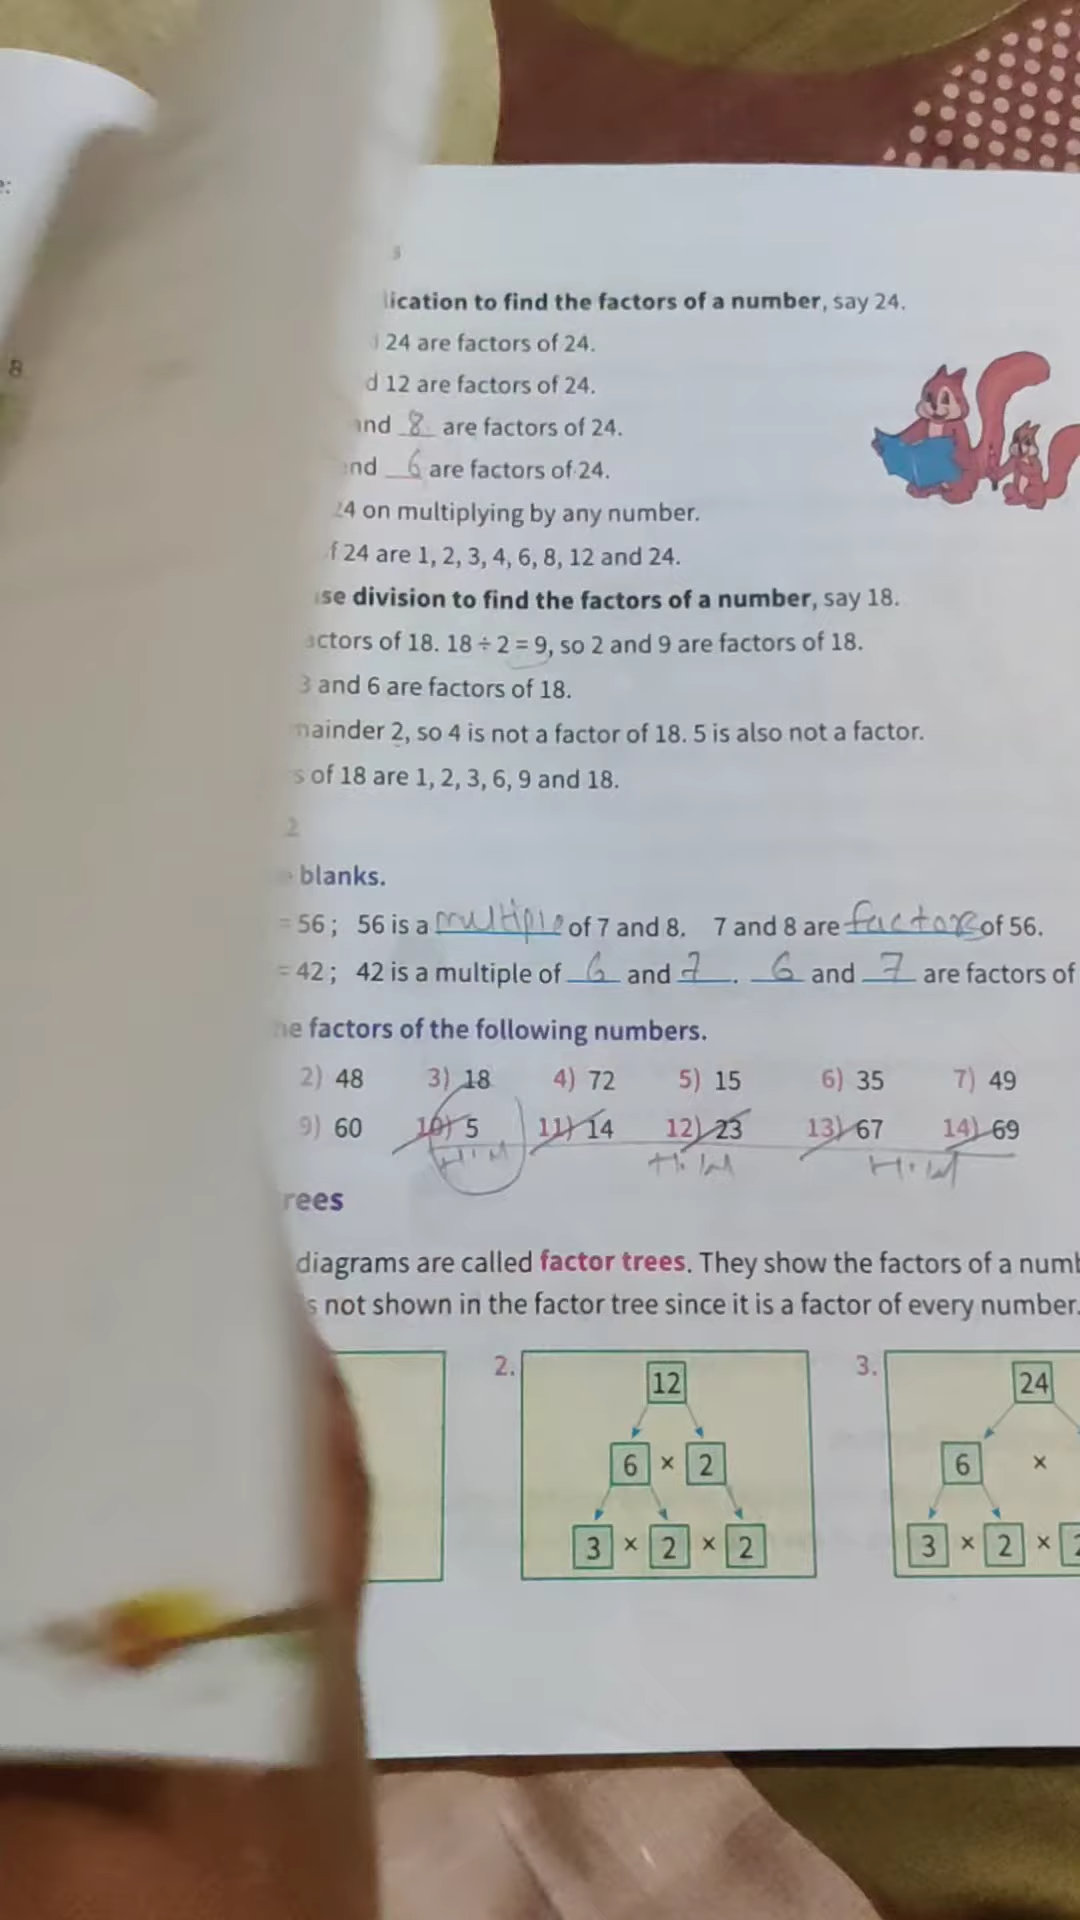 8
lication to find the factors of a number, say 24.
24 are factors of 24.
d 12 are factors of 24.
and 8 are factors of 24.
and 6 are factors of 24.
24 on multiplying by any number.
f 24 are 1, 2, 3, 4, 6, 8, 12 and 24.
se division to find the factors of a number, say 18.
actors of 18. 18 ÷ 2 = 9, so 2 and 9 are factors of 18.
3 and 6 are factors of 18.
mainder 2, so 4 is not a factor of 18. 5 is also not a factor.
s of 18 are 1, 2, 3, 6, 9 and 18.
2
blanks.
= 56; 56 is a multiple of 7 and 8. 7 and 8 are factors of 56.
= 42; 42 is a multiple of 6 and 7. 6 and 7 are factors of
he factors of the following numbers.
2) 48 3) 18 4) 72 5) 15 6) 35 7) 49
9) 60 10) 5 11) 14 12) 23 13) 67 14) 69
H.W H.W H.W
rees
diagrams are called factor trees. They show the factors of a numb
s not shown in the factor tree since it is a factor of every number.
2. 3.
12 24
6 × 2 6 ×
3 × 2 × 2 3 × 2 × 2